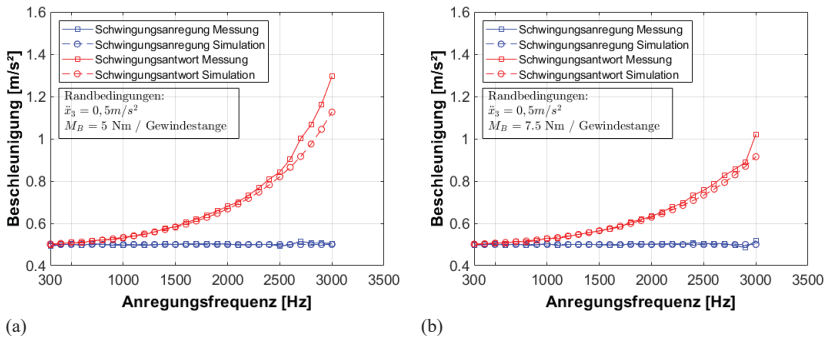 1.6
1.4
1.2
1
0.8
0.6
0.4
Beschleunigung [m/s²]
Schwingungsanregung Messung
Schwingungsanregung Simulation
Schwingungsantwort Messung
Schwingungsantwort Simulation
Randbedingungen:
ẍ₃ = 0,5m/s²
M_B = 5 Nm / Gewindestange
300 1000 1500 2000 2500 3000 3500
Anregungsfrequenz [Hz]
(a)
1.6
1.4
1.2
1
0.8
0.6
0.4
Beschleunigung [m/s²]
Schwingungsanregung Messung
Schwingungsanregung Simulation
Schwingungsantwort Messung
Schwingungsantwort Simulation
Randbedingungen:
ẍ₃ = 0,5m/s²
M_B = 7.5 Nm / Gewindestange
300 1000 1500 2000 2500 3000 3500
Anregungsfrequenz [Hz]
(b)